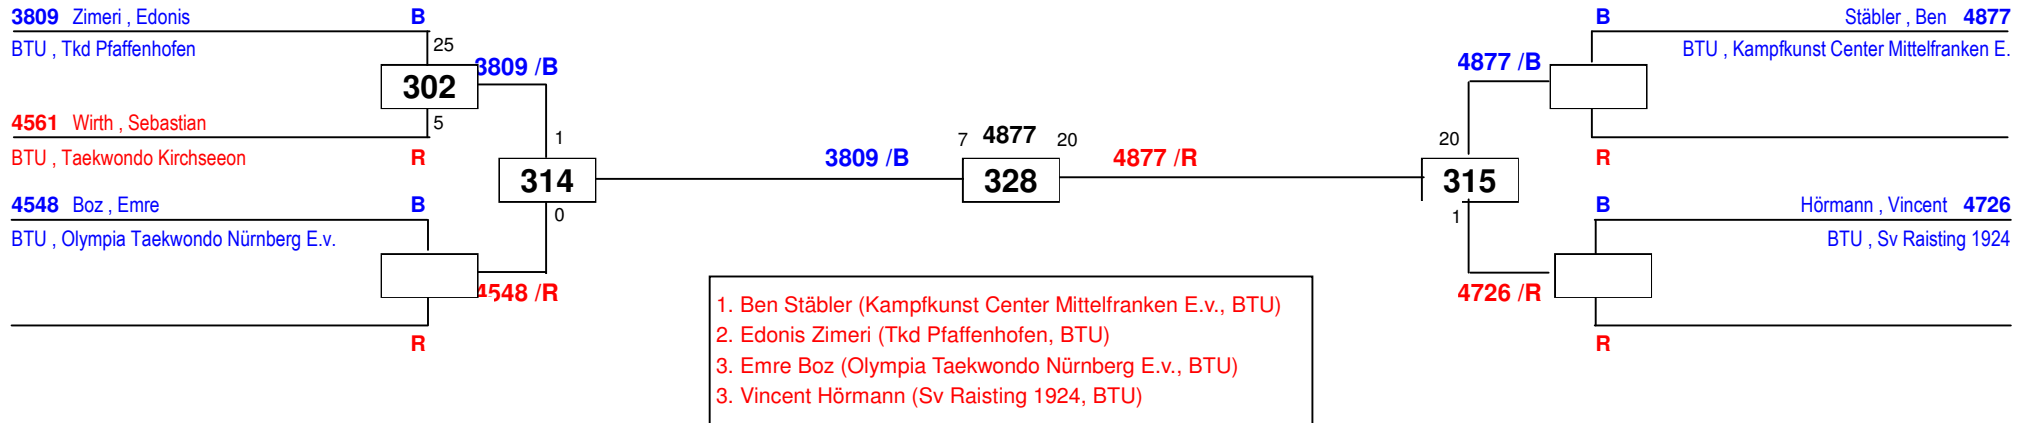 3809 Zimeri , Edonis B
BTU , Tkd Pfaffenhofen
25
302
3809 /B
5
4561 Wirth , Sebastian
BTU , Taekwondo Kirchseeon R
1
314
0
4548 Boz , Emre B
BTU , Olympia Taekwondo Nürnberg E.v.
4548 /R
R
3809 /B
7 4877 20
328
4877 /R
B Stäbler , Ben 4877
BTU , Kampfkunst Center Mittelfranken E.
4877 /B
R
20
315
1
B Hörmann , Vincent 4726
BTU , Sv Raisting 1924
4726 /R
R
1. Ben Stäbler (Kampfkunst Center Mittelfranken E.v., BTU)
2. Edonis Zimeri (Tkd Pfaffenhofen, BTU)
3. Emre Boz (Olympia Taekwondo Nürnberg E.v., BTU)
3. Vincent Hörmann (Sv Raisting 1924, BTU)